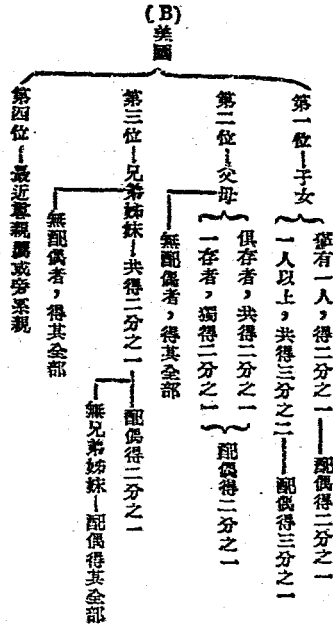 (B)
美國
第一位—子女
僅有一人,得二分之一——配偶得二分之一
一人以上,共得三分之二——配偶得三分之一
第二位—父母
俱存者,共得二分之一
一存者,獨得二分之一
配偶得二分之一
無配偶者,得其全部
第三位—兄弟姊妹—共得二分之一
配偶得二分之一
無兄弟姊妹—配偶得其全部
無配偶者,得其全部
第四位—最近尊親屬或旁系親